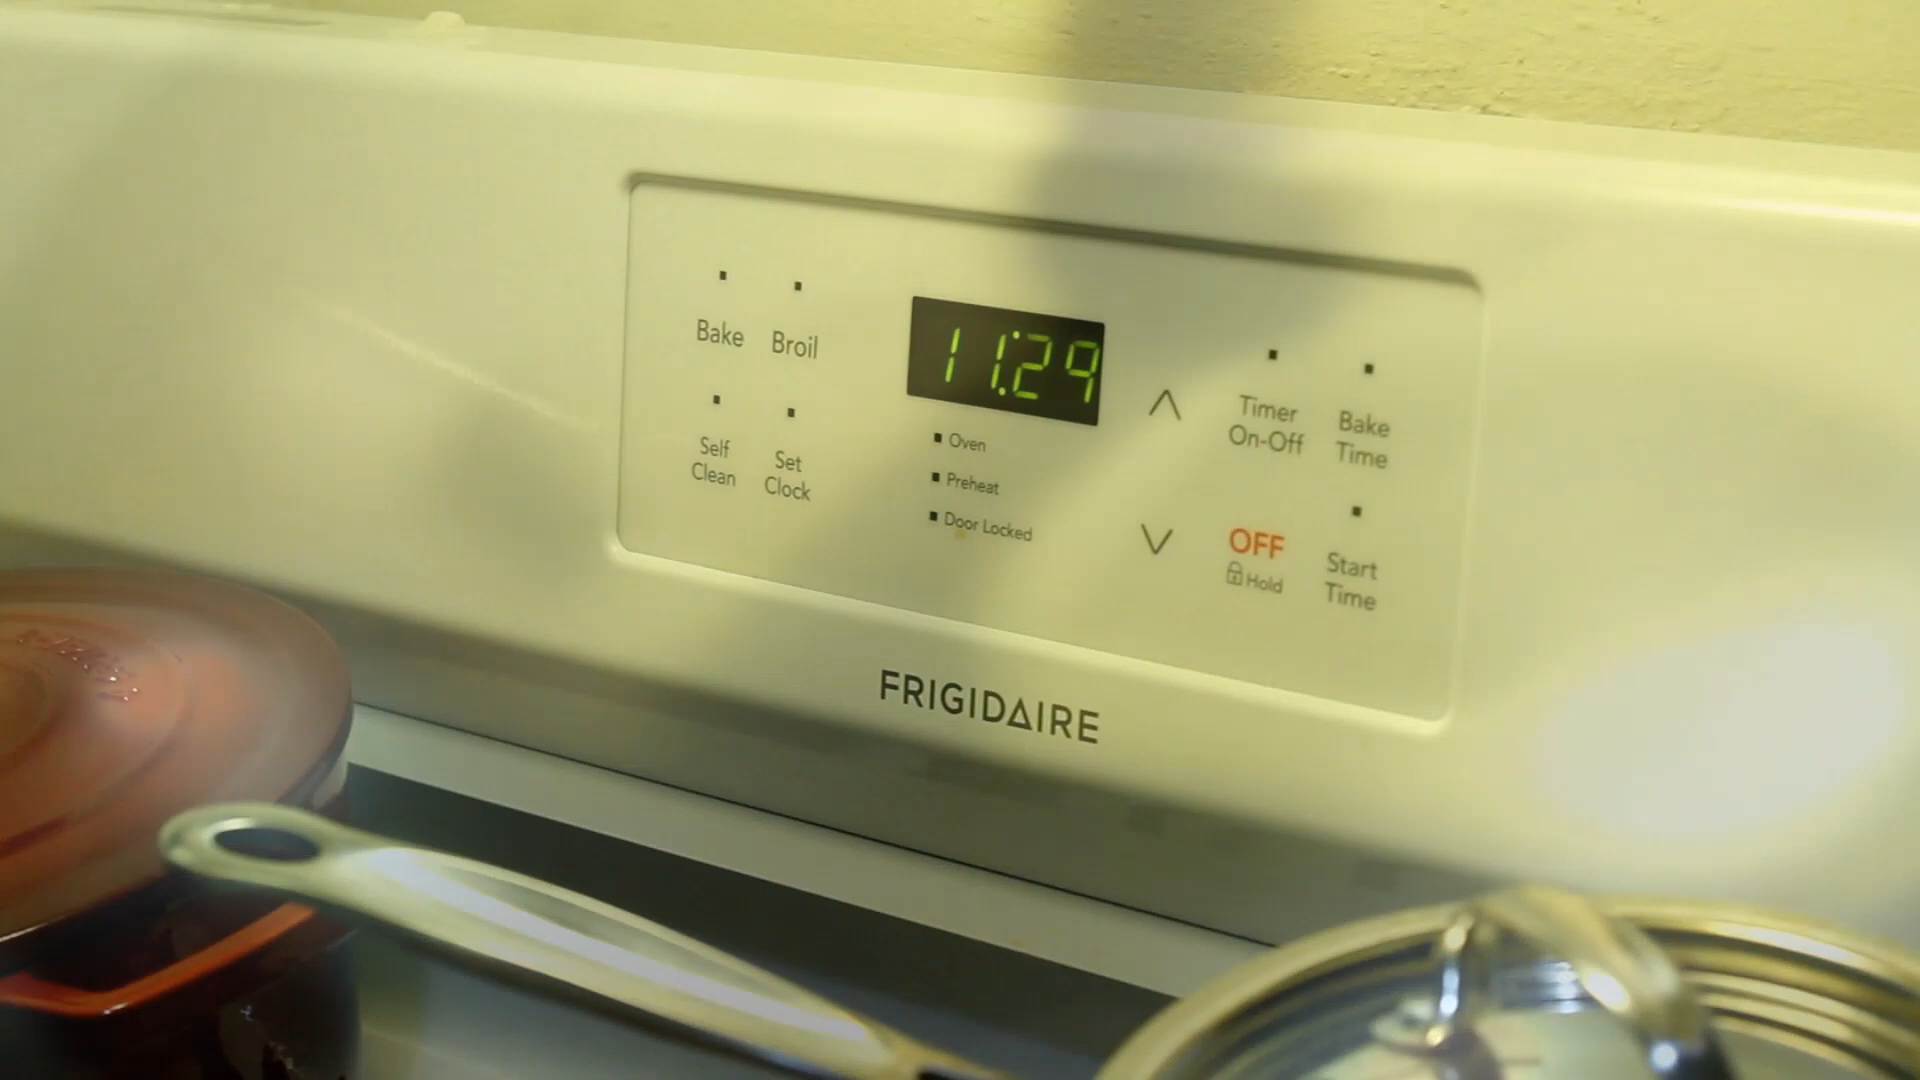 Bake
Broil
Self
Clean
Set
Clock
11:29
Oven
Preheat
Door Locked
Timer
On-Off
Bake
Time
OFF
Hold
Start
Time
FRIGIDAIRE